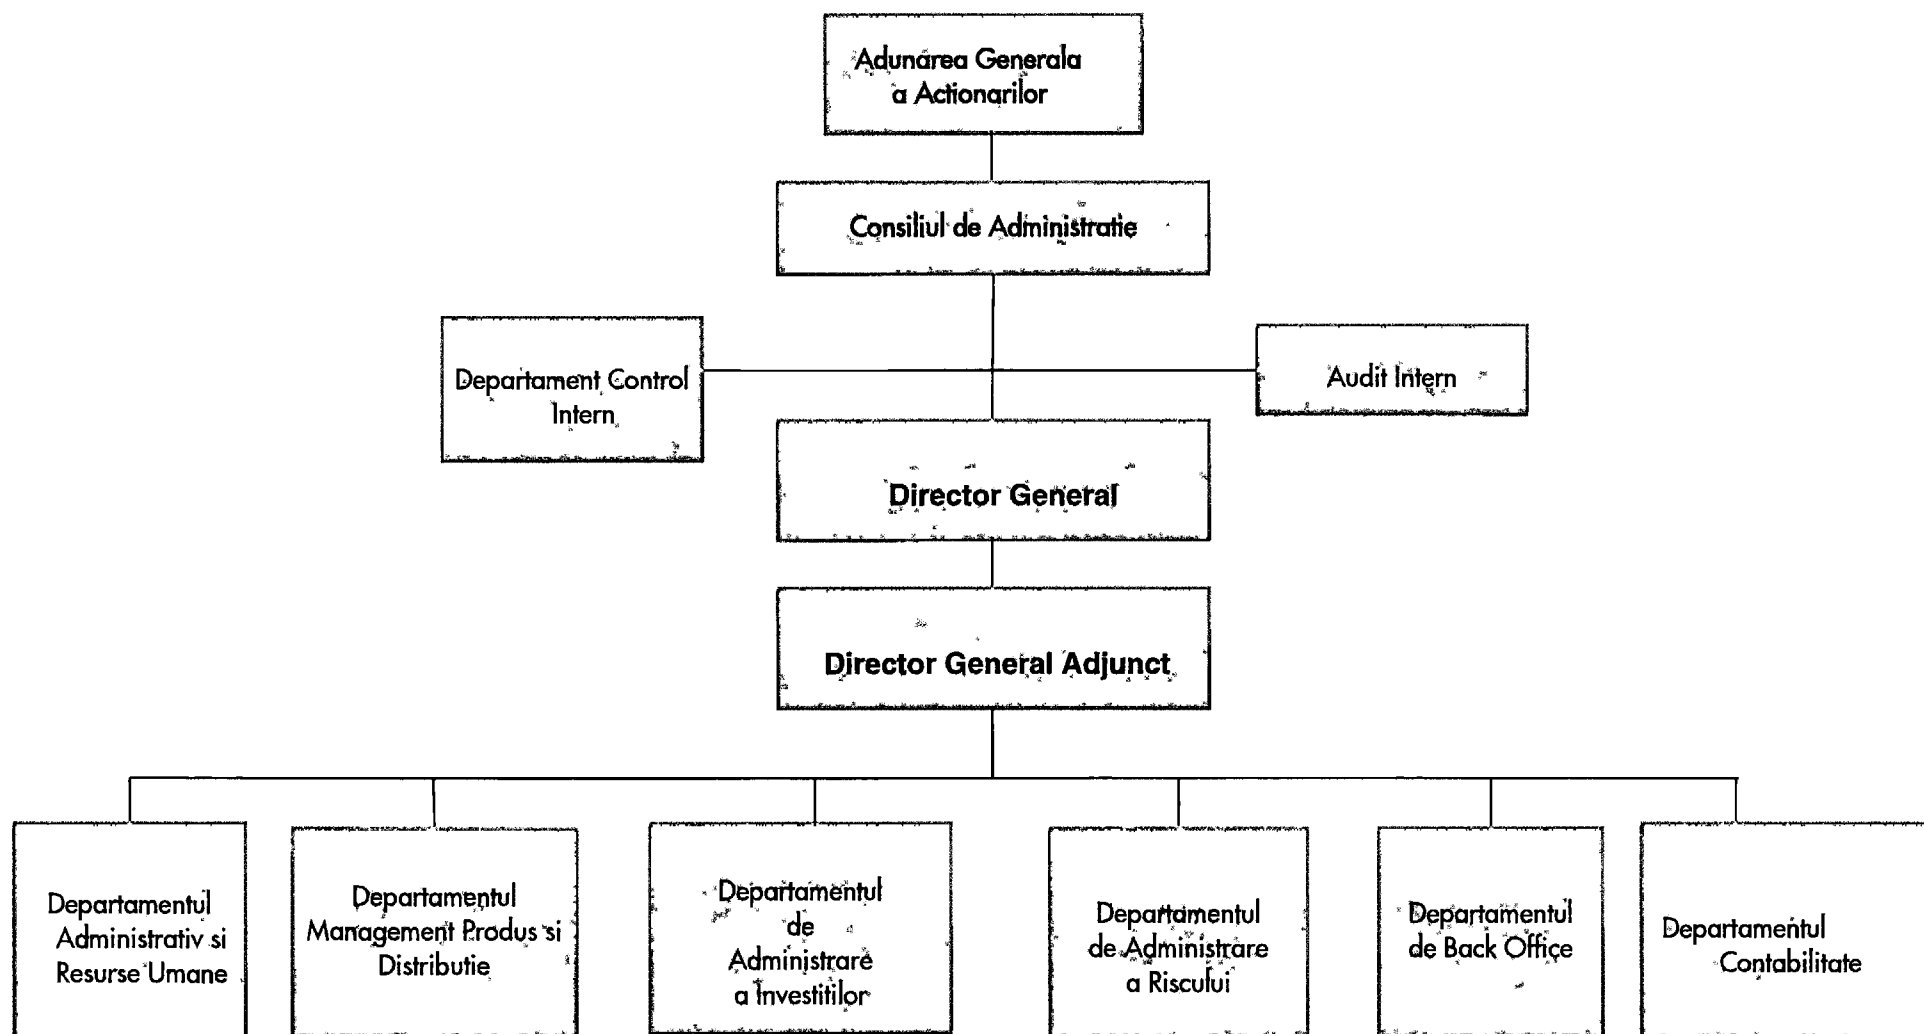 Adunarea Generala
a Actionarilor
Consiliul de Administratie
Departament Control
Intern
Audit Intern
Director General
Director General Adjunct
Departamentul
Administrativ si
Resurse Umane
Departamentul
Management Produs si
Distributie
Departamentul
de
Administrare
a Investitilor
Departamentul
de Administrare
a Riscului
Departamentul
de Back Office
Departamentul
Contabilitate